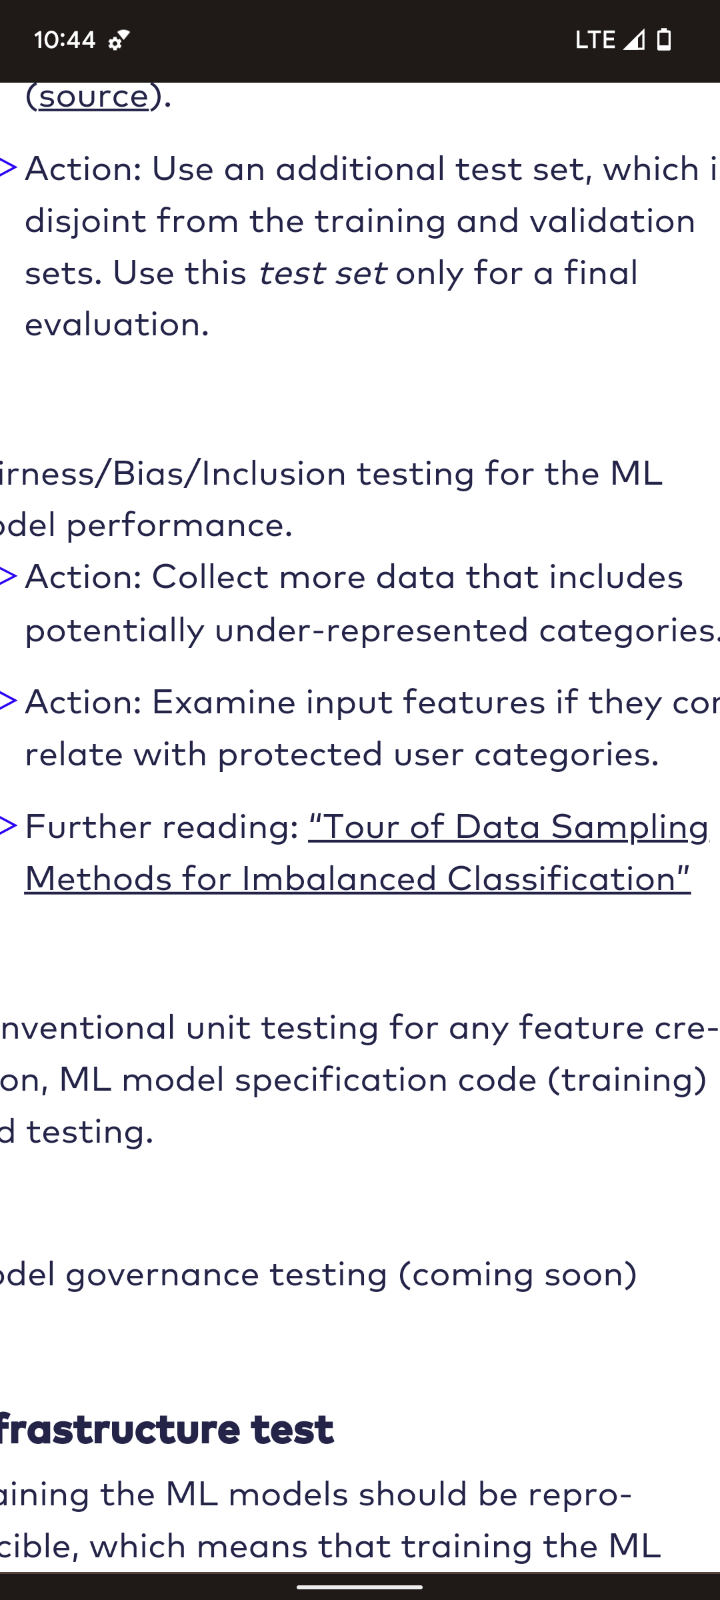 10:44
LTE
(source).
> Action: Use an additional test set, which i
disjoint from the training and validation
sets. Use this test set only for a final
evaluation.
irness/Bias/Inclusion testing for the ML
odel performance.
> Action: Collect more data that includes
potentially under-represented categories.
> Action: Examine input features if they cor
relate with protected user categories.
> Further reading: “Tour of Data Sampling
Methods for Imbalanced Classification”
nventional unit testing for any feature cre-
on, ML model specification code (training)
d testing.
odel governance testing (coming soon)
frastructure test
aining the ML models should be repro-
cible, which means that training the ML